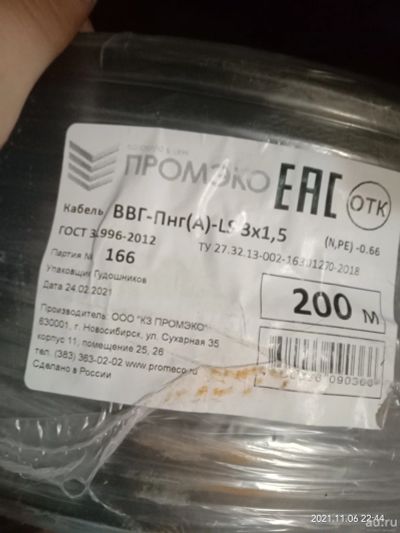 ПРОМЭКО
ЕАС
ОТК
Кабель ВВГ-Пнг(А)-LS 3х1,5 (N,PE) -0.66
ГОСТ 31996-2012 ТУ 27.32.13-002-16301270-2018
Партия № 166
Упаковщик Гудошников
Дата 24.02.2021
200 м
Производитель: ООО "КЗ ПРОМЭКО"
630001, г. Новосибирск, ул. Сухарная 35
корпус 11, помещение 25, 26
тел. (383) 363-02-02 www.promeco.ru
Сделано в России
2021.11.06 22:44